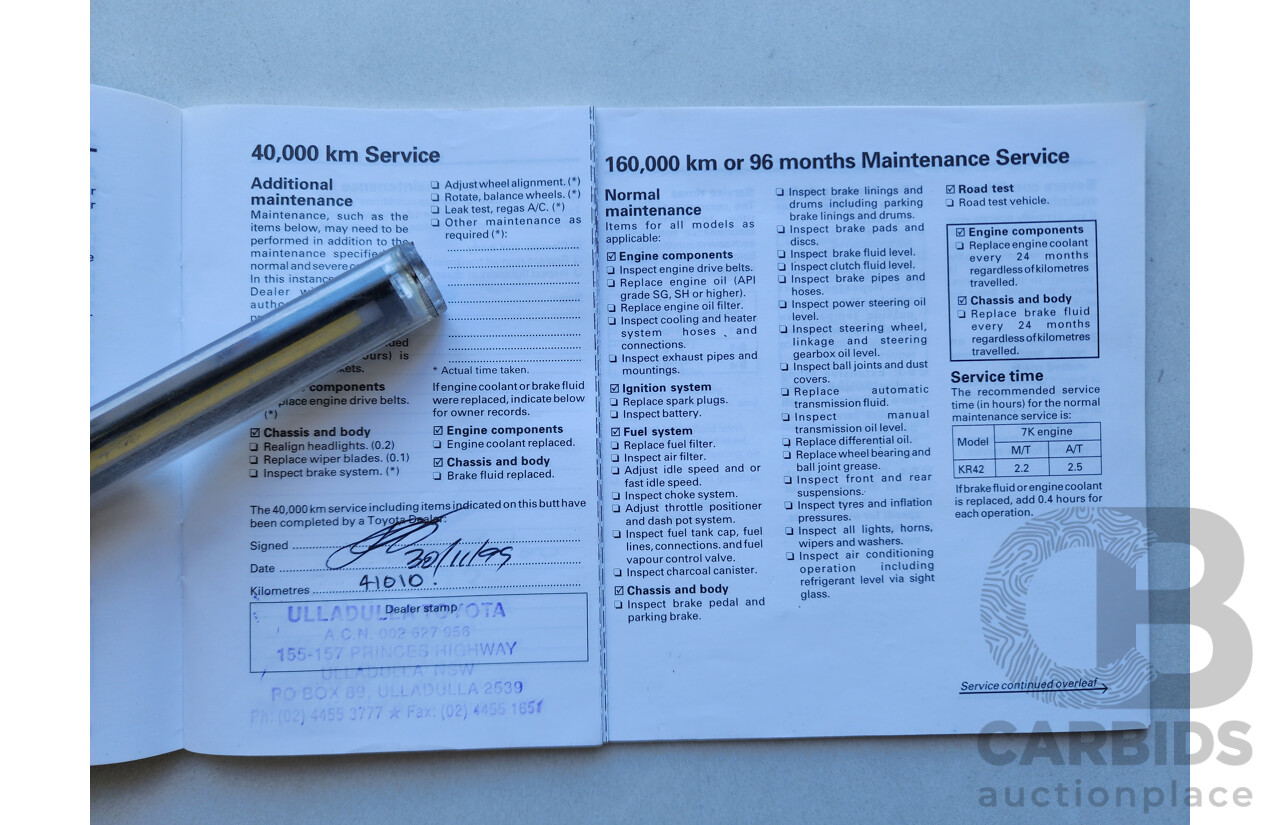 40,000 km Service
Additional
maintenance
Maintenance, such as the
items below, may need to be
performed in addition to the
maintenance specified
normal and severe
In this instance
Dealer
ours) is
components
place engine drive belts.
(*)
☑ Chassis and body
❏ Realign headlights. (0.2)
❏ Replace wiper blades. (0.1)
❏ Inspect brake system. (*)
❏ Adjust wheel alignment. (*)
❏ Rotate, balance wheels. (*)
❏ Leak test, regas A/C. (*)
❏ Other maintenance as
required (*):
* Actual time taken.
If engine coolant or brake fluid
were replaced, indicate below
for owner records.
☑ Engine components
❏ Engine coolant replaced.
☑ Chassis and body
❏ Brake fluid replaced.
The 40,000 km service including items indicated on this butt have
been completed by a Toyota Dealer:
Signed
Date 30/11/99
Kilometres 41010.
Dealer stamp
ULLADULLA TOYOTA
A.C.N. 002 627 956
155-157 PRINCES HIGHWAY
ULLADULLA NSW
PO BOX 89, ULLADULLA 2539
Ph: (02) 4455 3777 ★ Fax: (02) 4455 1651
160,000 km or 96 months Maintenance Service
Normal
maintenance
Items for all models as
applicable:
☑ Engine components
❏ Inspect engine drive belts.
❏ Replace engine oil (API
grade SG, SH or higher).
❏ Replace engine oil filter.
❏ Inspect cooling and heater
system hoses and
connections.
❏ Inspect exhaust pipes and
mountings.
☑ Ignition system
❏ Replace spark plugs.
❏ Inspect battery.
☑ Fuel system
❏ Replace fuel filter.
❏ Inspect air filter.
❏ Adjust idle speed and or
fast idle speed.
❏ Inspect choke system.
❏ Adjust throttle positioner
and dash pot system.
❏ Inspect fuel tank cap, fuel
lines, connections. and fuel
vapour control valve.
❏ Inspect charcoal canister.
☑ Chassis and body
❏ Inspect brake pedal and
parking brake.
❏ Inspect brake linings and
drums including parking
brake linings and drums.
❏ Inspect brake pads and
discs.
❏ Inspect brake fluid level.
❏ Inspect clutch fluid level.
❏ Inspect brake pipes and
hoses.
❏ Inspect power steering oil
level.
❏ Inspect steering wheel,
linkage and steering
gearbox oil level.
❏ Inspect ball joints and dust
covers.
❏ Replace automatic
transmission fluid.
❏ Inspect manual
transmission oil level.
❏ Replace differential oil.
❏ Replace wheel bearing and
ball joint grease.
❏ Inspect front and rear
suspensions.
❏ Inspect tyres and inflation
pressures.
❏ Inspect all lights, horns,
wipers and washers.
❏ Inspect air conditioning
operation including
refrigerant level via sight
glass.
☑ Road test
❏ Road test vehicle.
☑ Engine components
❏ Replace engine coolant
every 24 months
regardless of kilometres
travelled.
☑ Chassis and body
❏ Replace brake fluid
every 24 months
regardless of kilometres
travelled.
Service time
The recommended service
time (in hours) for the normal
maintenance service is:
Model 7K engine
M/T A/T
KR42 2.2 2.5
If brake fluid or engine coolant
is replaced, add 0.4 hours for
each operation.
Service continued overleaf
CB
CARBIDS
auctionplace